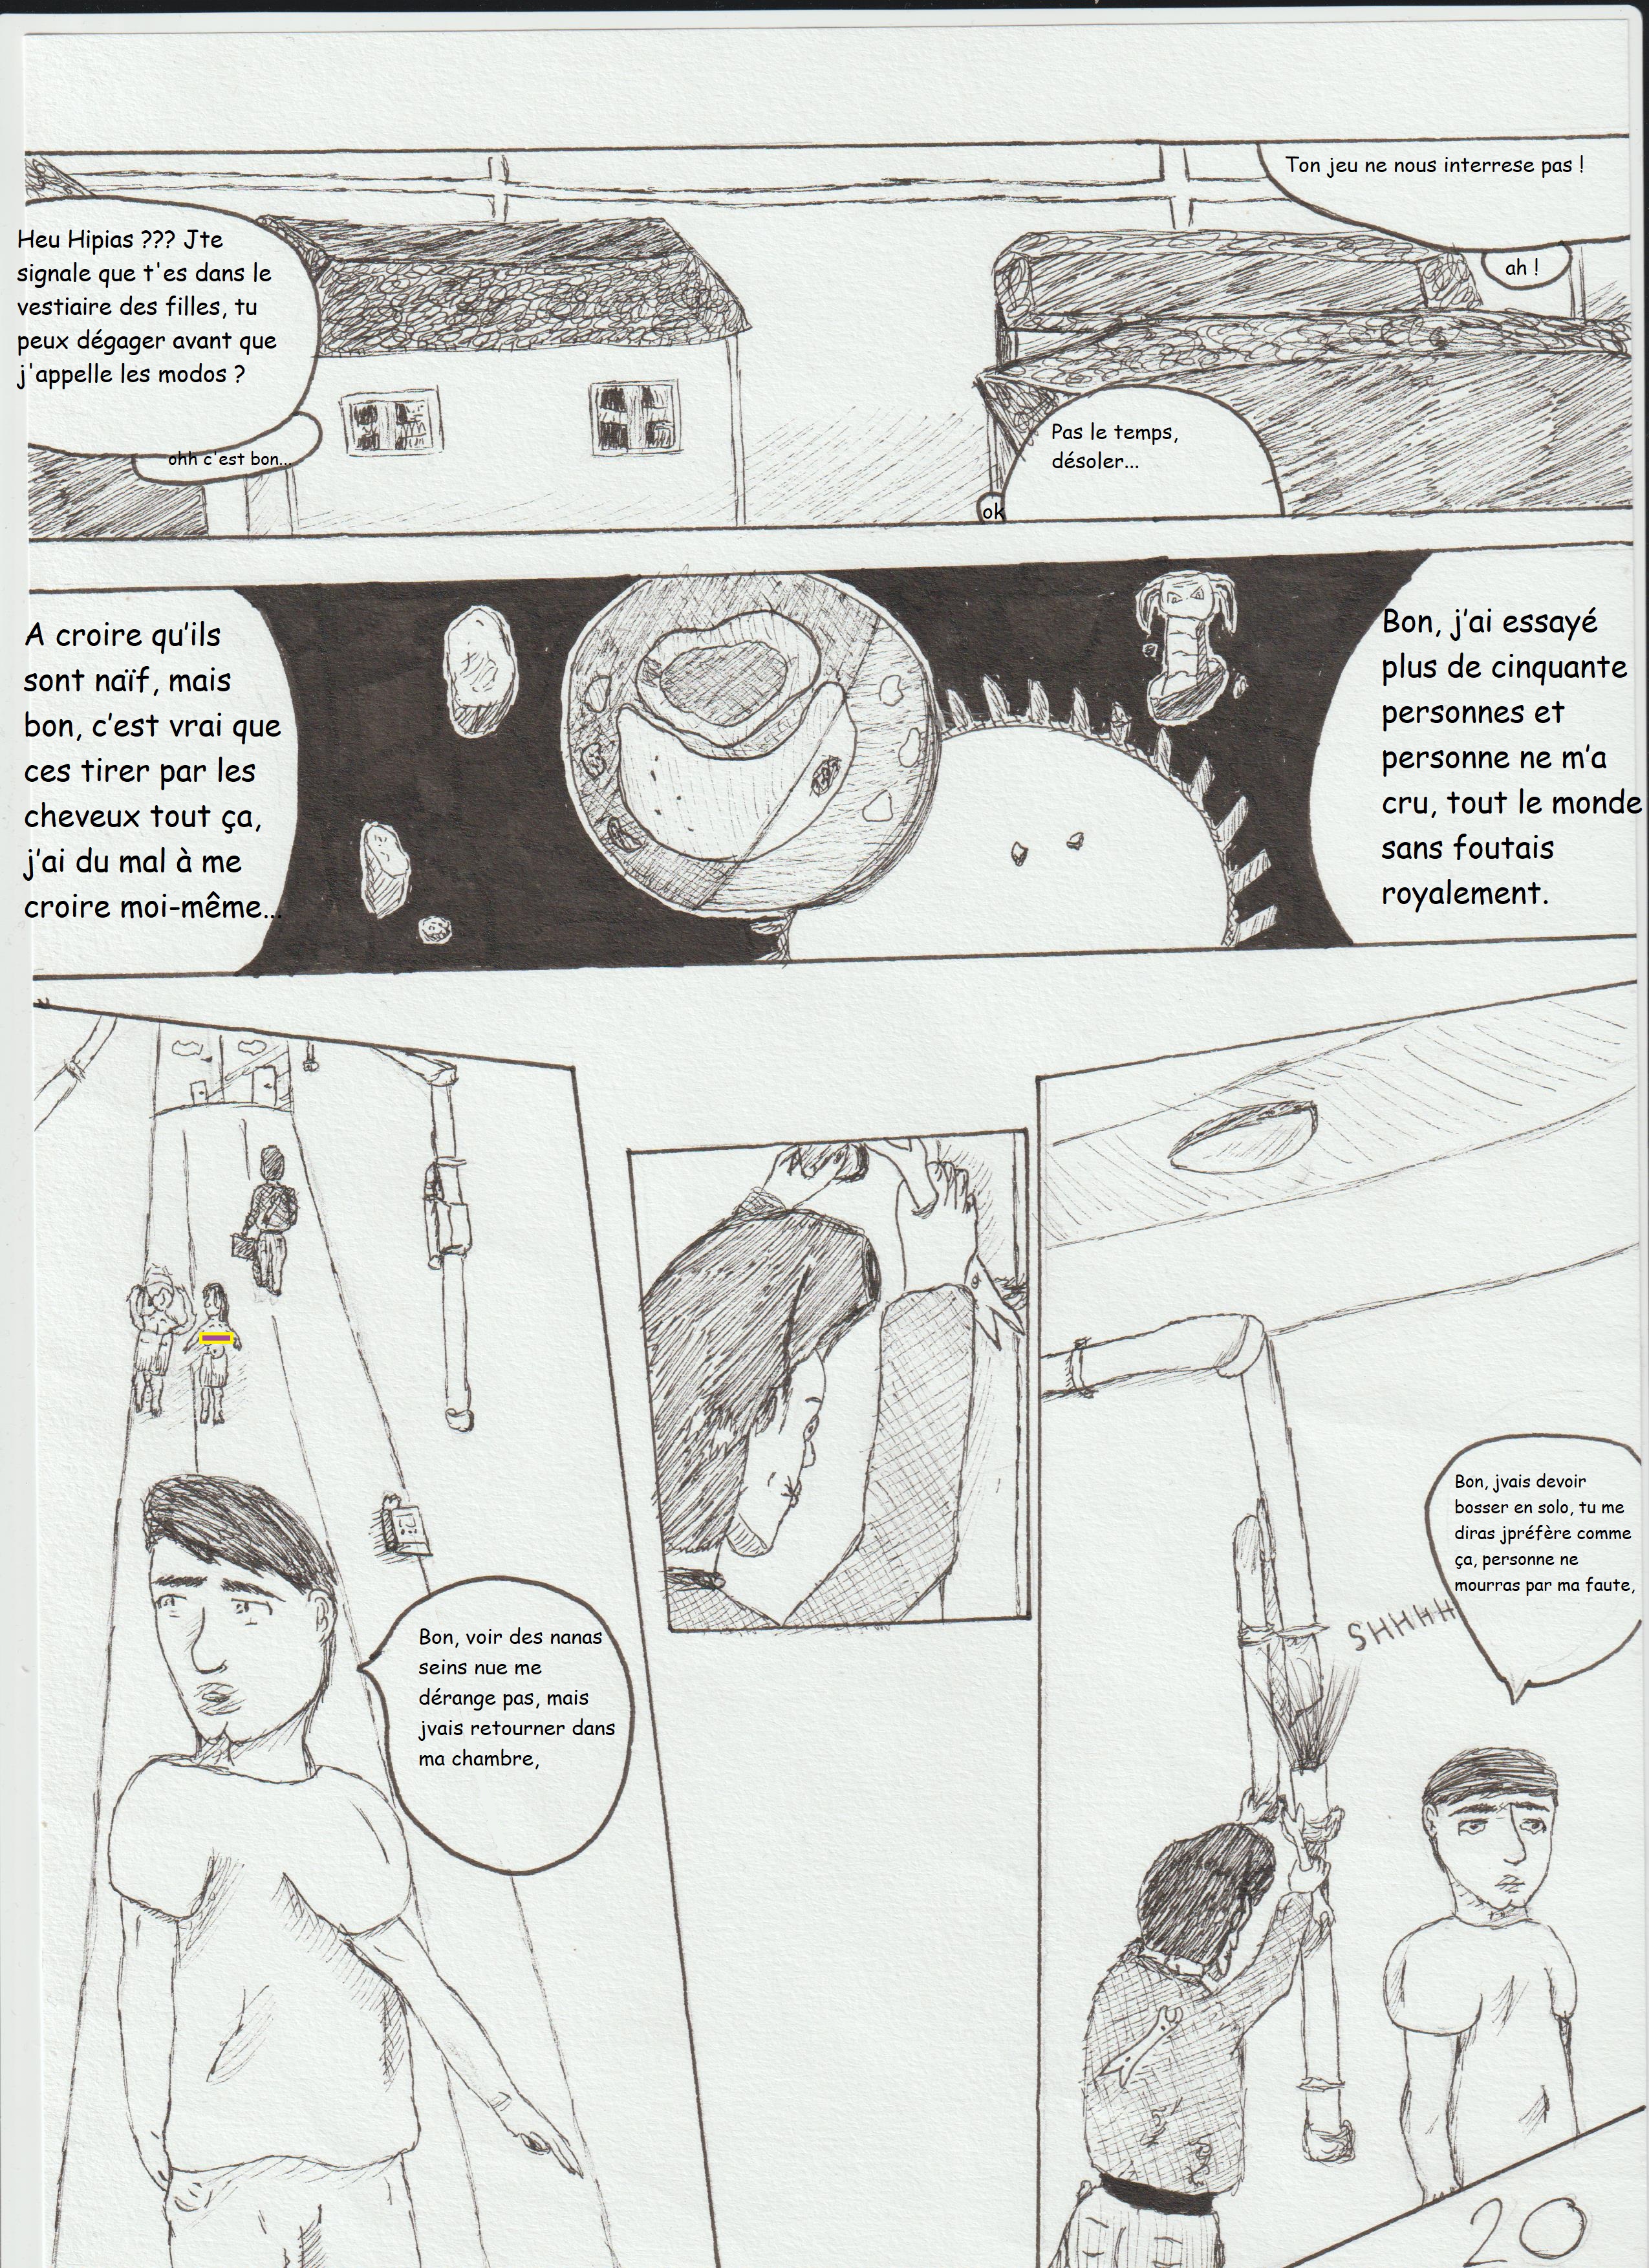 Ton jeu ne nous interrese pas !
ah !
Pas le temps,
désoler...
ok
Heu Hipias ??? Jte
signale que t'es dans le
vestiaire des filles, tu
peux dégager avant que
j'appelle les modos ?
ohh c'est bon...
Bon, j’ai essayé
plus de cinquante
personnes et
personne ne m’a
cru, tout le monde
sans foutais
royalement.
A croire qu’ils
sont naïf, mais
bon, c’est vrai que
ces tirer par les
cheveux tout ça,
j’ai du mal à me
croire moi-même...
Bon, jvais devoir
bosser en solo, tu me
diras jpréfère comme
ça, personne ne
mourras par ma faute,
SHHHH
Bon, voir des nanas
seins nue me
dérange pas, mais
jvais retourner dans
ma chambre,
20